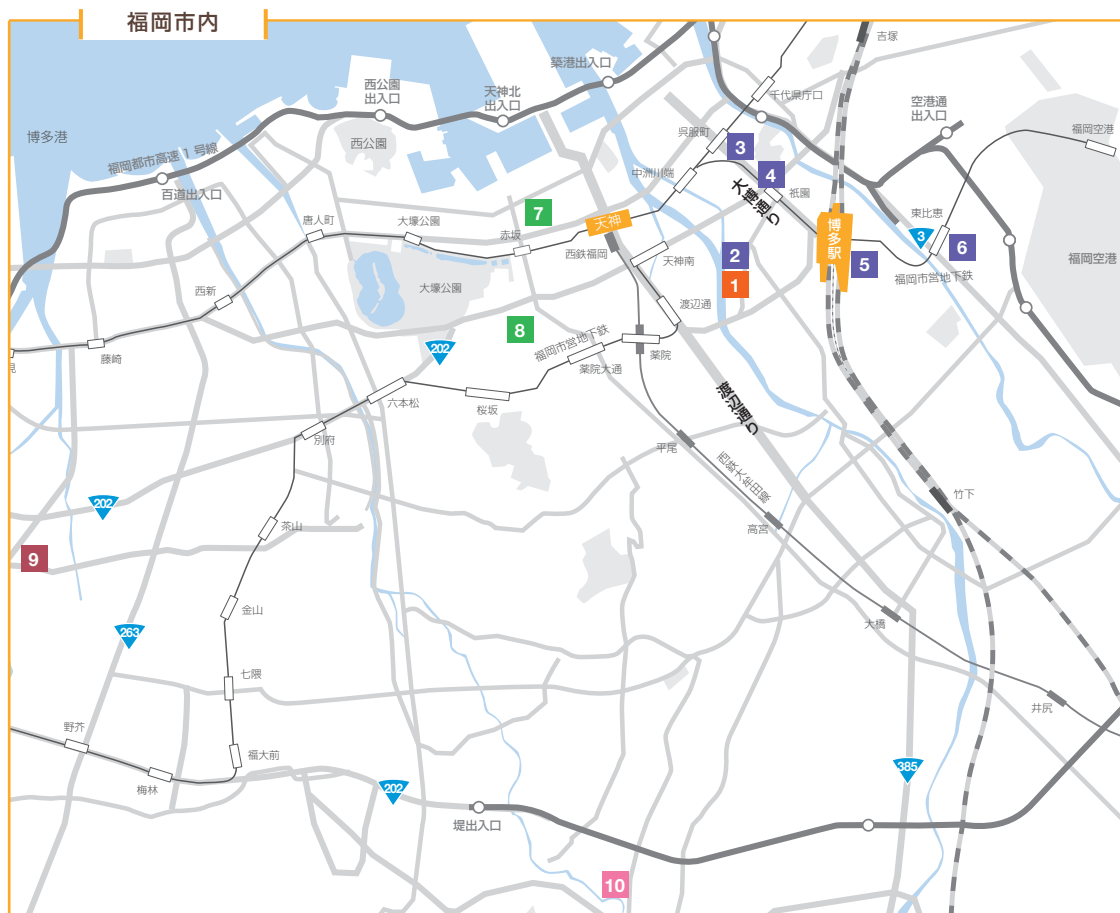 福岡市内
吉塚
築港出入口
西公園
出入口
天神北
出入口
千代県庁口
空港通
出入口
博多港
福岡都市高速 1 号線
西公園
呉服町
福岡空港
3
中洲川端
4
百道出入口
大博通り
祇園
唐人町
大壕公園
7
赤坂
天神
東比恵
3
博多駅
6
西鉄福岡
天神南
2
5
福岡空港
西新
大壕公園
1
福岡市営地下鉄
渡辺通
8
福岡市営地下鉄
202
藤崎
見
薬院大通
薬院
六本松
桜坂
渡辺通り
別府
平尾
西鉄大牟田線
202
竹下
茶山
高宮
9
金山
263
大橋
七隈
井尻
野芥
福大前
385
梅林
202
堤出入口
10